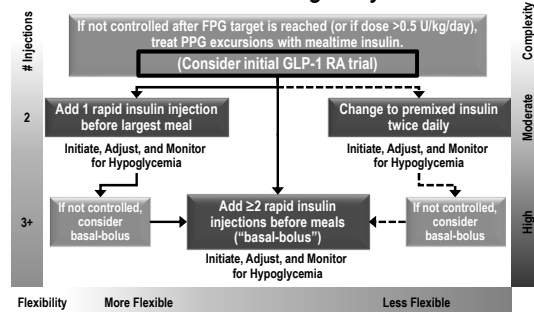 # Injections
Complexity
If not controlled after FPG target is reached (or if dose >0.5 U/kg/day),
treat PPG excursions with mealtime insulin.
(Consider initial GLP-1 RA trial)
2
Add 1 rapid insulin injection
before largest meal
Change to premixed insulin
twice daily
Moderate
Initiate, Adjust, and Monitor
for Hypoglycemia
Initiate, Adjust, and Monitor
for Hypoglycemia
3+
If not controlled,
consider
basal-bolus
Add ≥2 rapid insulin
injections before meals
("basal-bolus")
If not controlled,
consider
basal-bolus
High
Initiate, Adjust, and Monitor
for Hypoglycemia
Flexibility
More Flexible
Less Flexible